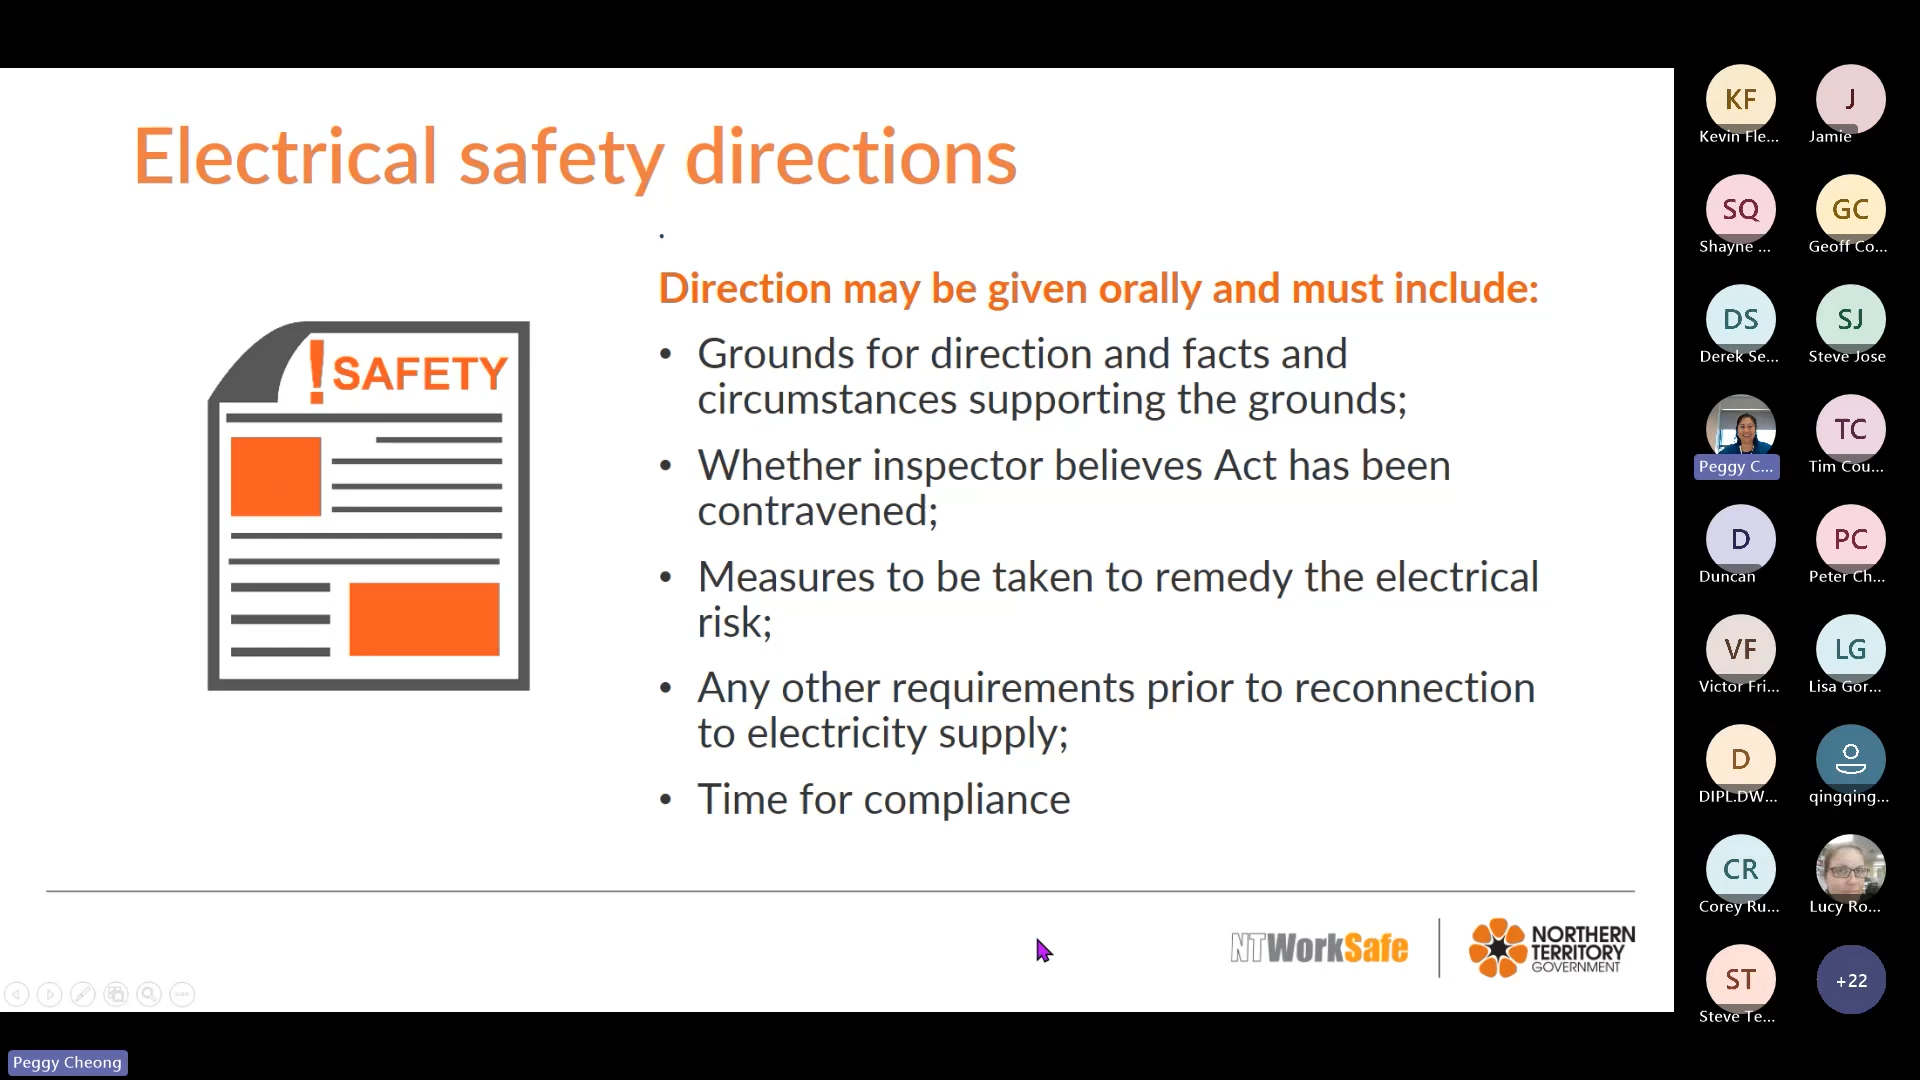 Electrical safety directions
.
Direction may be given orally and must include:
• Grounds for direction and facts and
circumstances supporting the grounds;
• Whether inspector believes Act has been
contravened;
• Measures to be taken to remedy the electrical
risk;
• Any other requirements prior to reconnection
to electricity supply;
• Time for compliance
!SAFETY
NTWorkSafe
NORTHERN
TERRITORY
GOVERNMENT
Peggy Cheong
KF
Kevin Fle...
J
Jamie
SQ
Shayne ...
GC
Geoff Co...
DS
Derek Se...
SJ
Steve Jose
Peggy C...
TC
Tim Cou...
D
Duncan
PC
Peter Ch...
VF
Victor Fri...
LG
Lisa Gor...
D
DIPL.DW...
qingqing...
CR
Corey Ru...
Lucy Ro...
ST
Steve Te...
+22